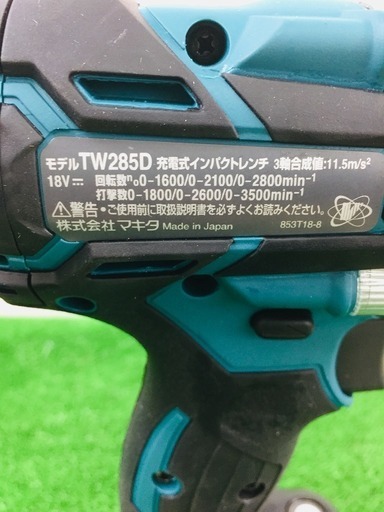 モデルTW285D 充電式インパクトレンチ 3軸合成値:11.5m/s²
18V⎓ 回転数n₀0-1600/0-2100/0-2800min⁻¹
打撃数0-1800/0-2600/0-3500min⁻¹
⚠警告・ご使用前に取扱説明書を必ずよくお読みください。
株式会社マキタ Made in Japan 853T18-8